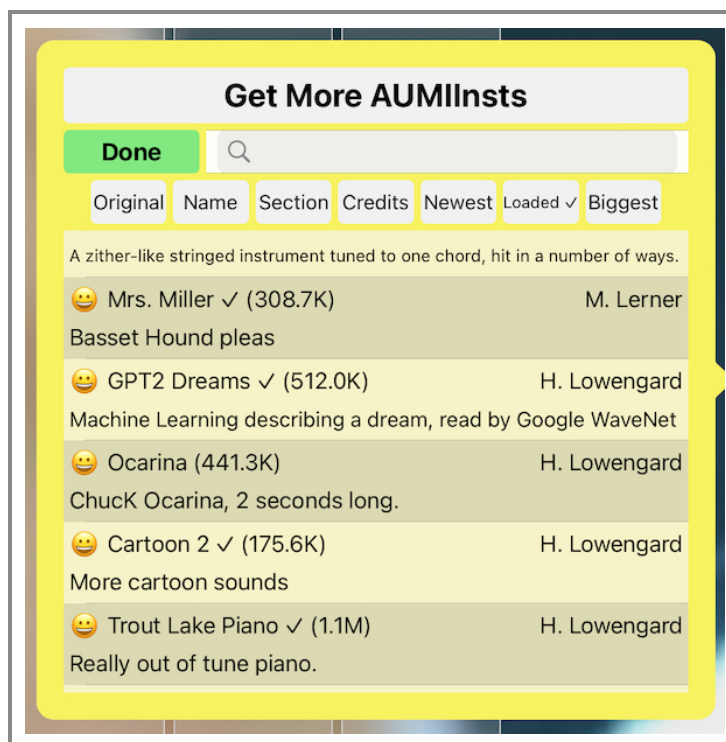 Get More AUMIInsts
Done
Original Name Section Credits Newest Loaded ✓ Biggest
A zither-like stringed instrument tuned to one chord, hit in a number of ways.
😀 Mrs. Miller ✓ (308.7K) M. Lerner
Basset Hound pleas
😀 GPT2 Dreams ✓ (512.0K) H. Lowengard
Machine Learning describing a dream, read by Google WaveNet
😀 Ocarina (441.3K) H. Lowengard
ChucK Ocarina, 2 seconds long.
😀 Cartoon 2 ✓ (175.6K) H. Lowengard
More cartoon sounds
😀 Trout Lake Piano ✓ (1.1M) H. Lowengard
Really out of tune piano.